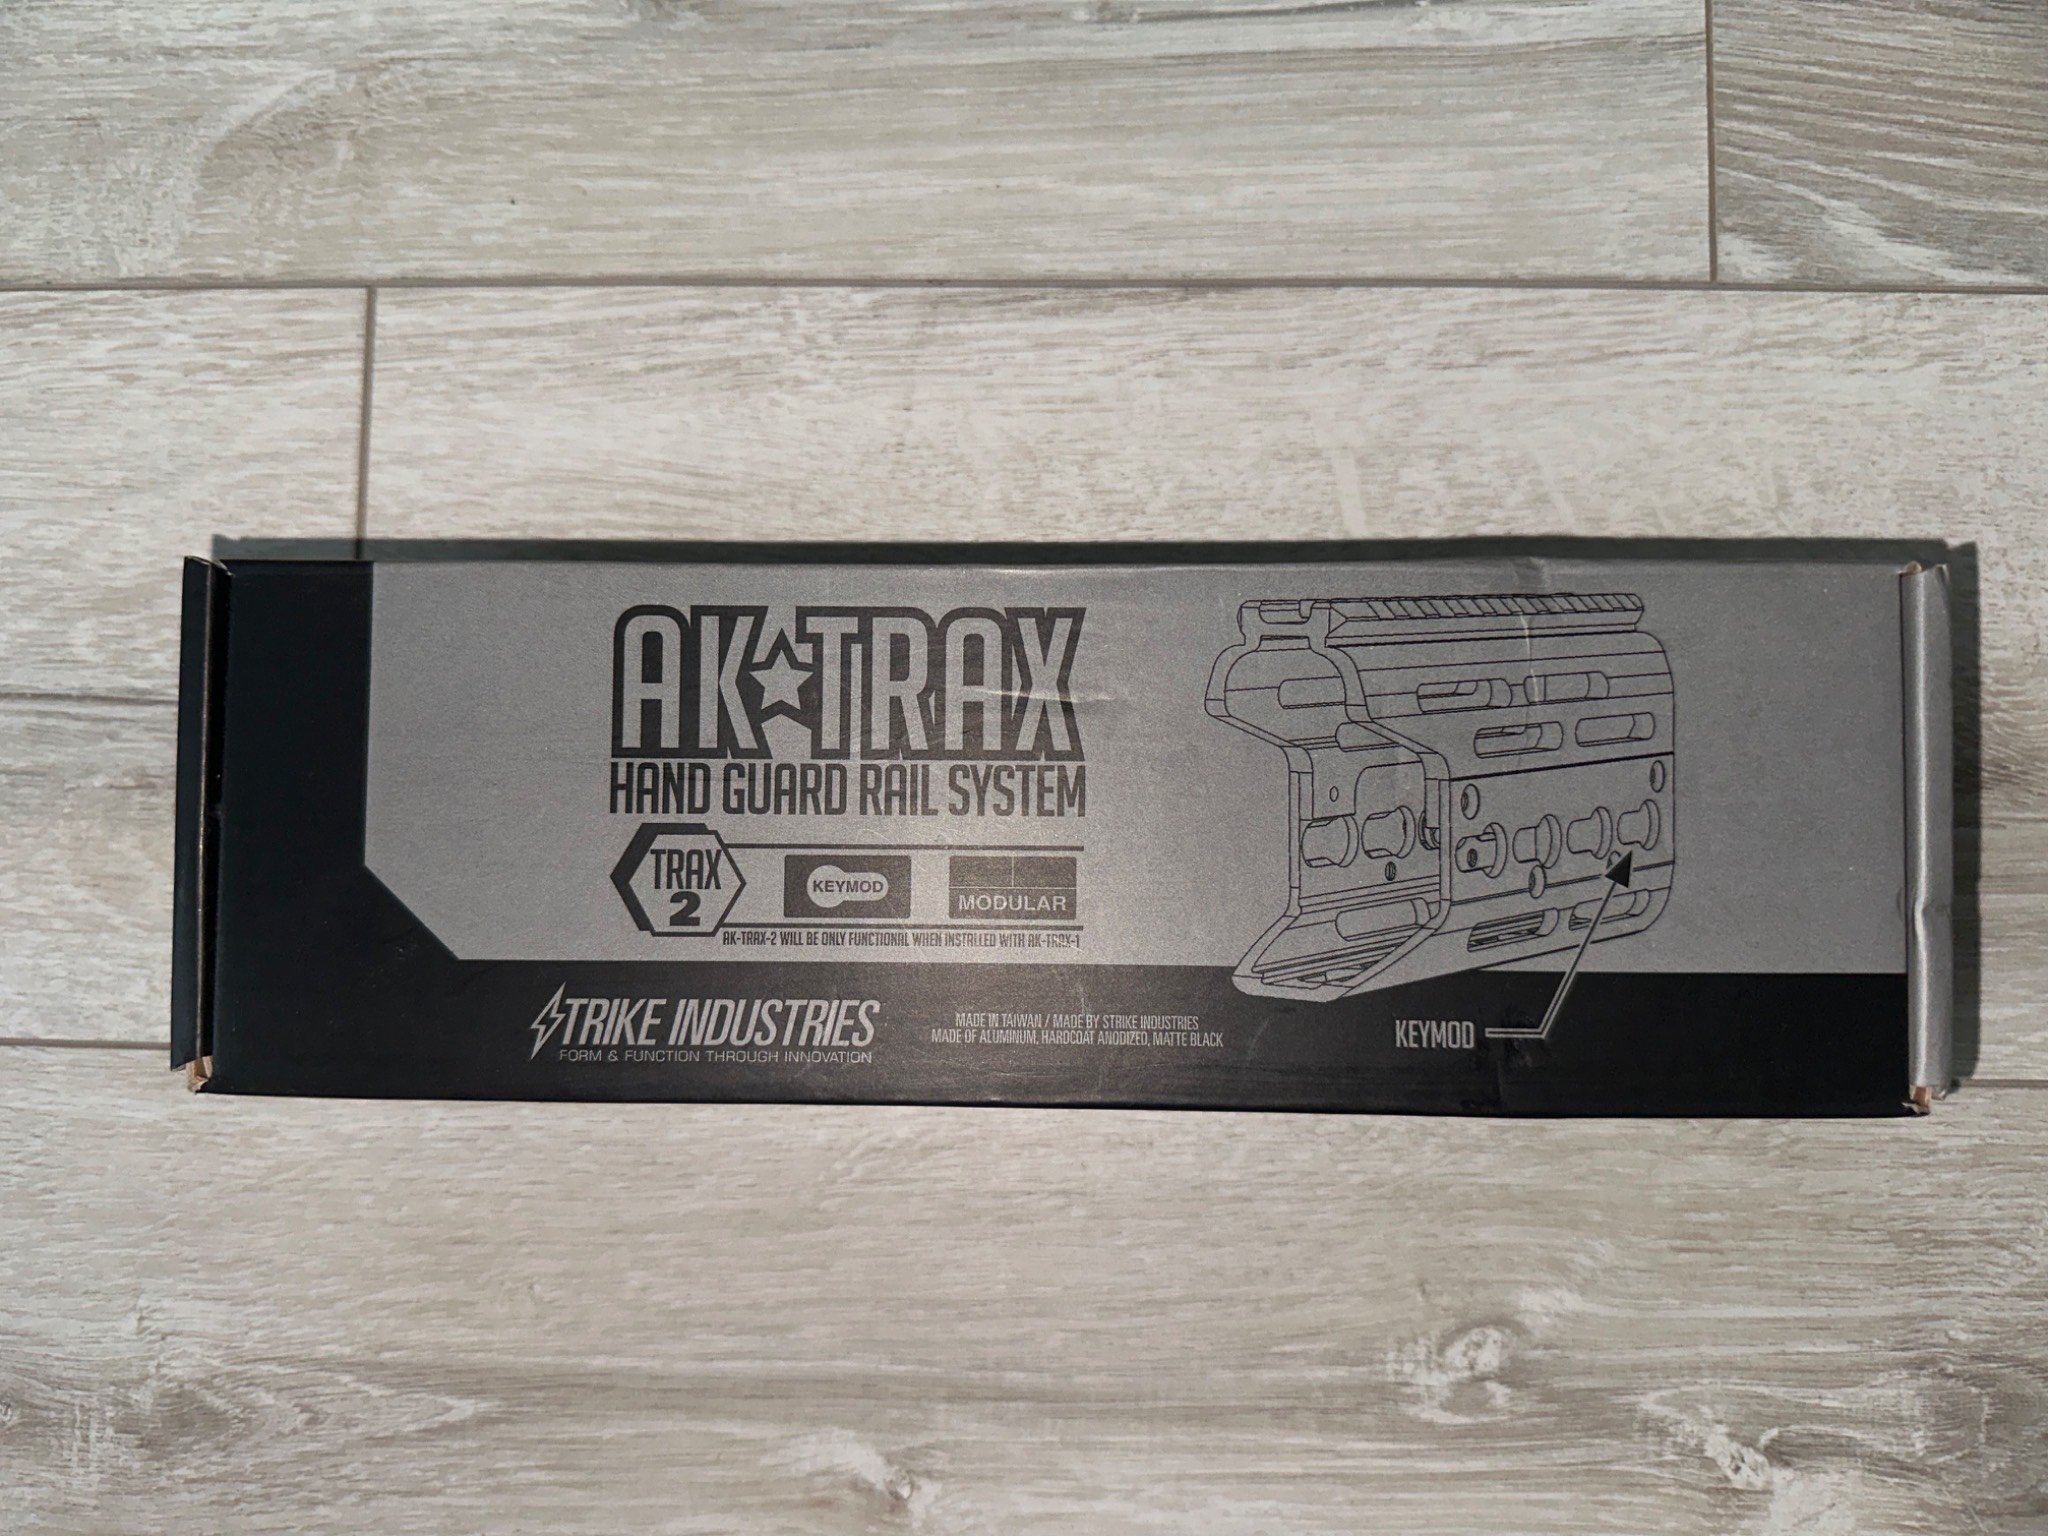 AK★TRAX
HAND GUARD RAIL SYSTEM
TRAX
2
KEYMOD
MODULAR
AK-TRAX-2 WILL BE ONLY FUNCTIONAL WHEN INSTALLED WITH AK-TRAX-1
STRIKE INDUSTRIES
FORM & FUNCTION THROUGH INNOVATION
MADE IN TAIWAN / MADE BY STRIKE INDUSTRIES
MADE OF ALUMINUM, HARDCOAT ANODIZED, MATTE BLACK
KEYMOD